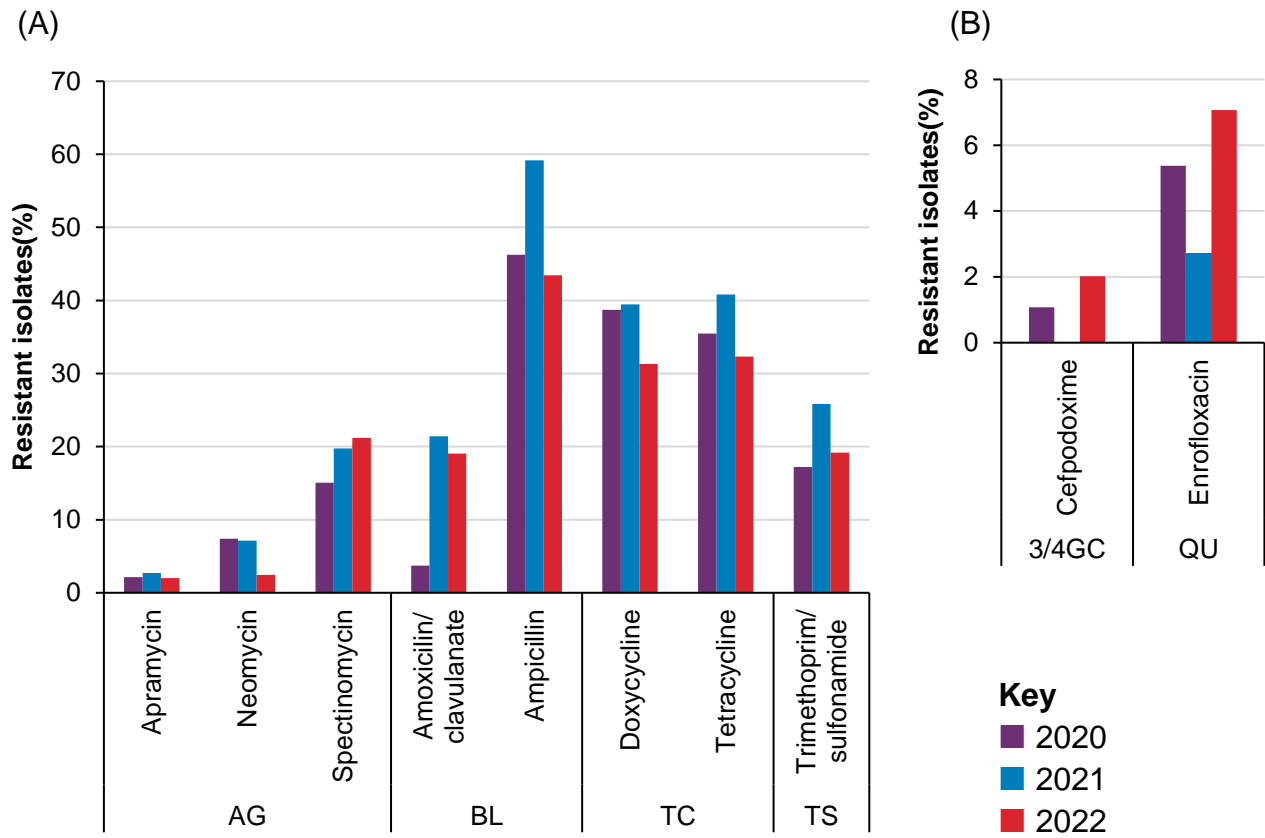 (A)
Resistant isolates(%)
70
60
50
40
30
20
10
0
Apramycin
Neomycin
Spectinomycin
Amoxicilin/
clavulanate
Ampicillin
Doxycycline
Tetracycline
Trimethoprim/
sulfonamide
AG
BL
TC
TS
(B)
Resistant isolates(%)
8
6
4
2
0
Cefpodoxime
Enrofloxacin
3/4GC
QU
Key
2020
2021
2022